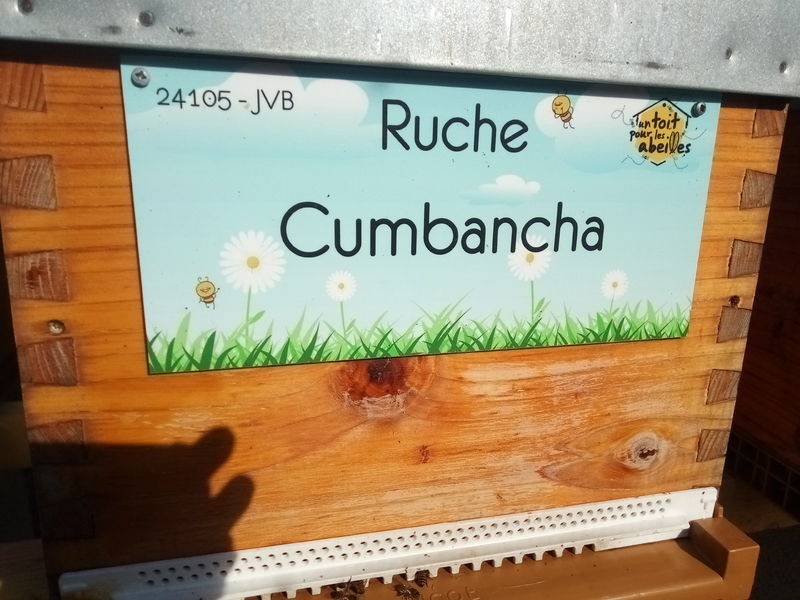 24105 - JVB
Ruche
Cumbancha
un toit
pour les
abeilles